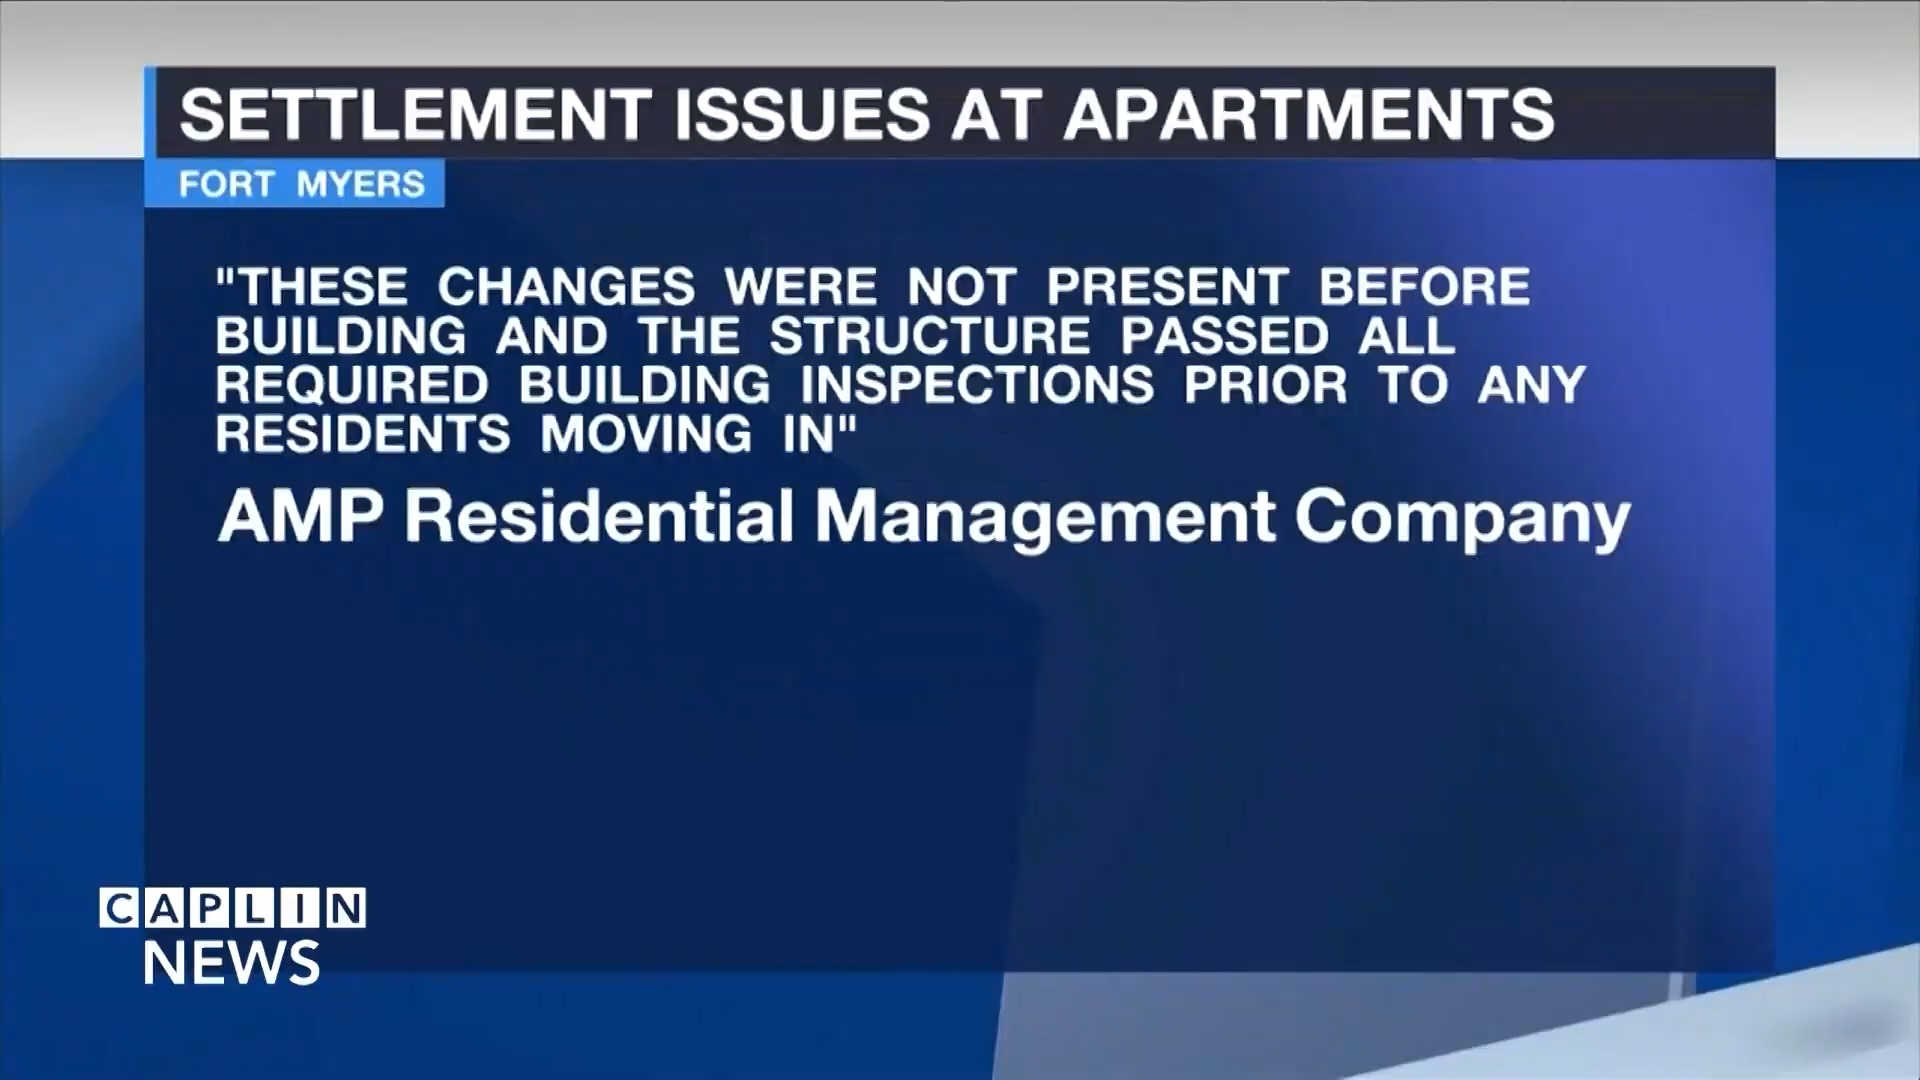 SETTLEMENT ISSUES AT APARTMENTS
FORT MYERS
"THESE CHANGES WERE NOT PRESENT BEFORE
BUILDING AND THE STRUCTURE PASSED ALL
REQUIRED BUILDING INSPECTIONS PRIOR TO ANY
RESIDENTS MOVING IN"
AMP Residential Management Company
CAPLIN
NEWS